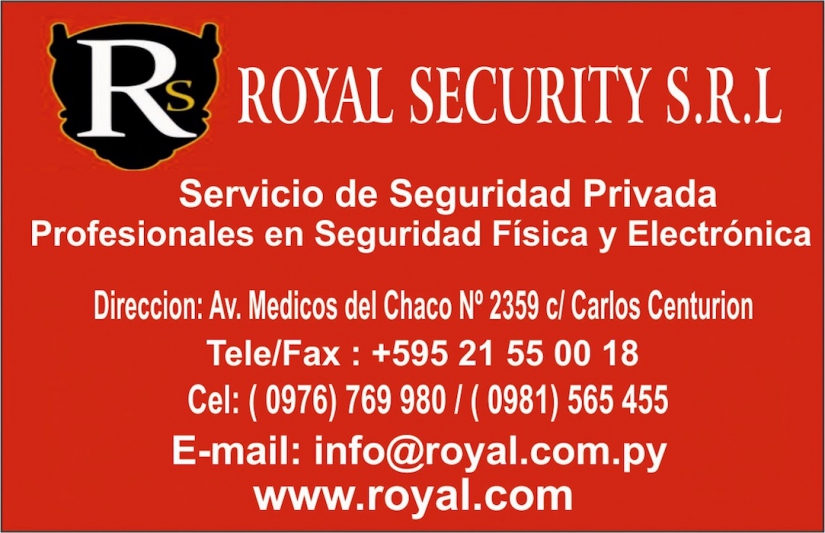 Rs ROYAL SECURITY S.R.L
Servicio de Seguridad Privada
Profesionales en Seguridad Física y Electrónica
Direccion: Av. Medicos del Chaco Nº 2359 c/ Carlos Centurion
Tele/Fax : +595 21 55 00 18
Cel: ( 0976) 769 980 / ( 0981) 565 455
E-mail: info@royal.com.py
www.royal.com